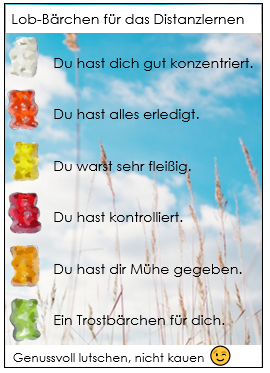 Lob-Bärchen für das Distanzlernen
Du hast dich gut konzentriert.
Du hast alles erledigt.
Du warst sehr fleißig.
Du hast kontrolliert.
Du hast dir Mühe gegeben.
Ein Trostbärchen für dich.
Genussvoll lutschen, nicht kauen 😉